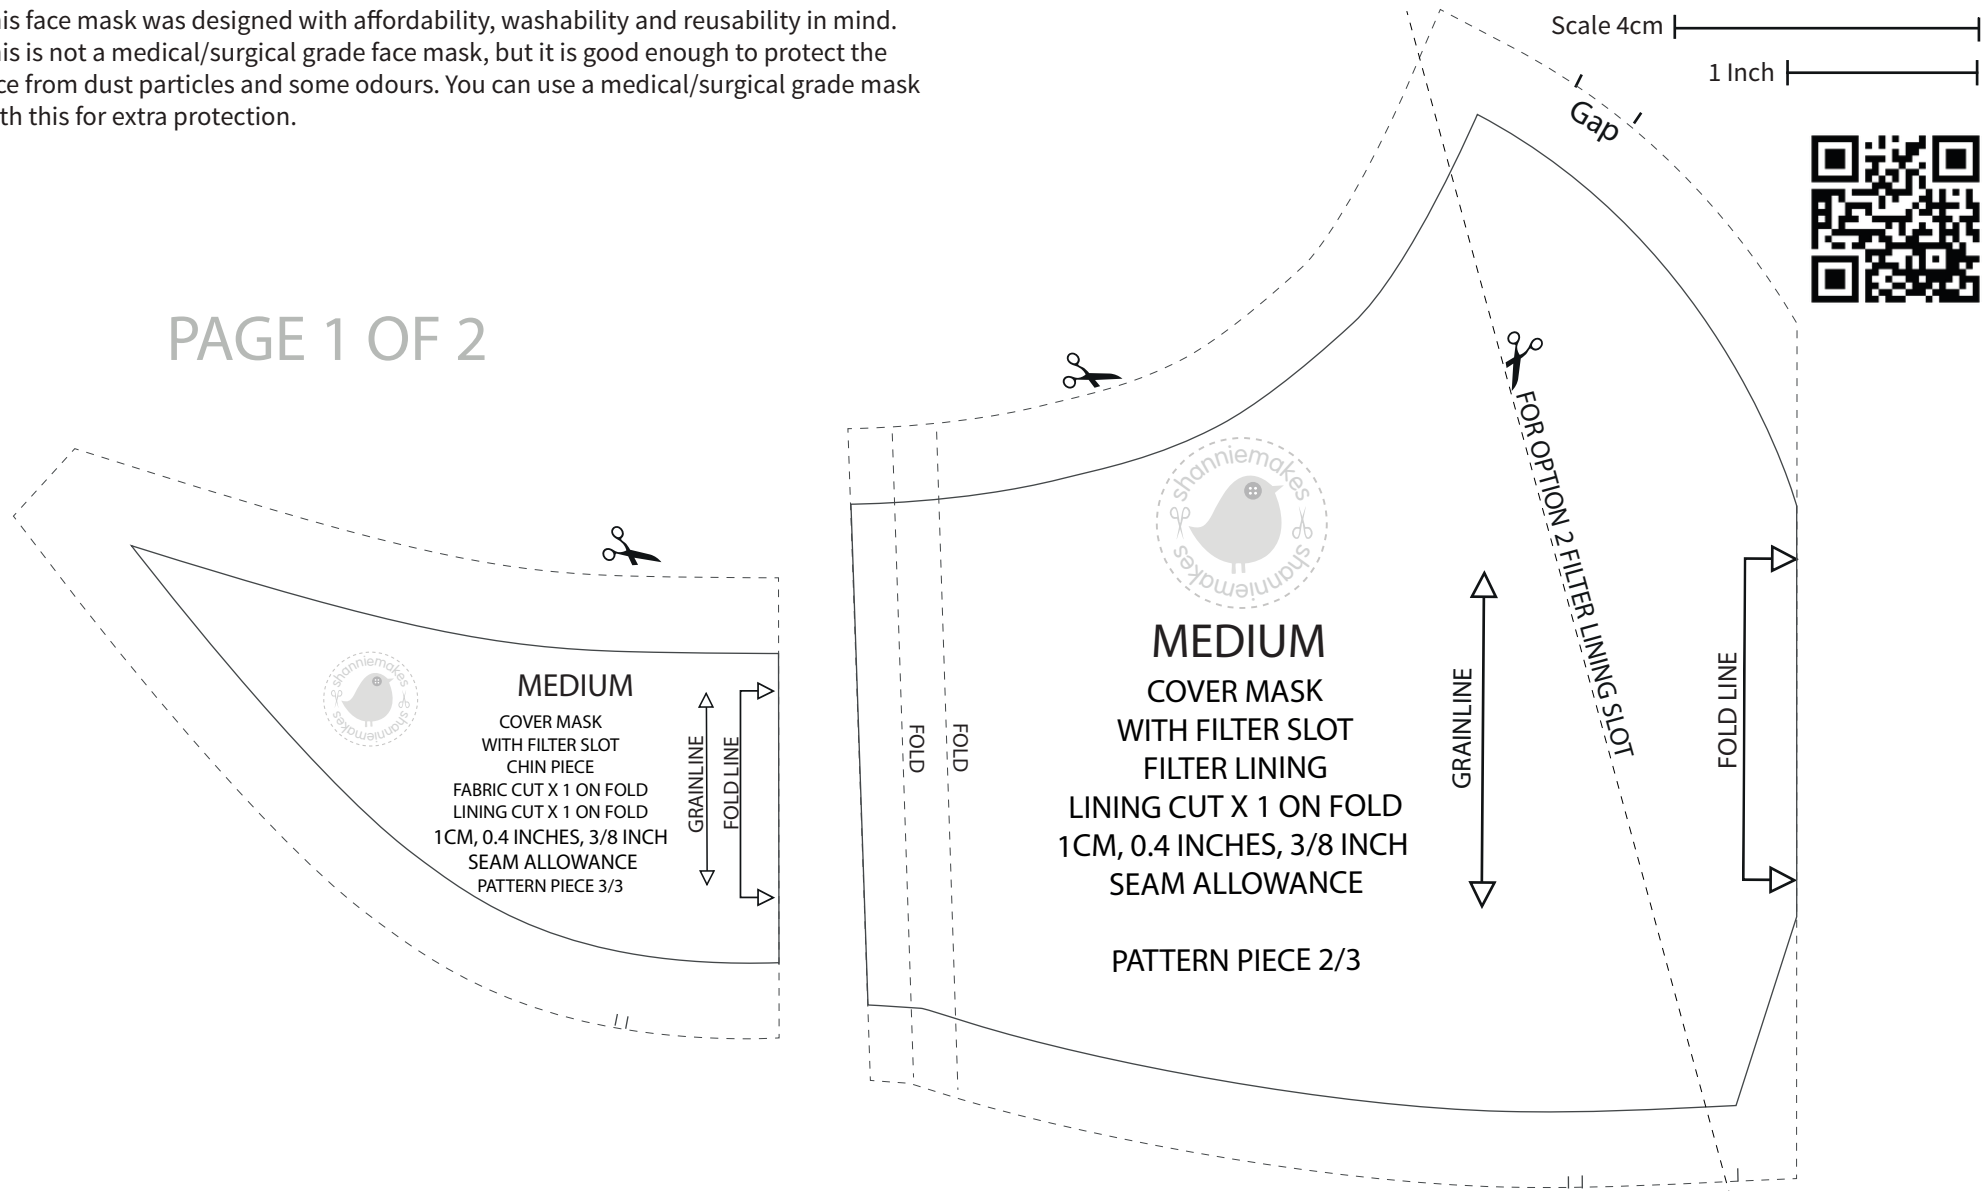 his face mask was designed with affordability, washability and reusability in mind.
his is not a medical/surgical grade face mask, but it is good enough to protect the
ce from dust particles and some odours. You can use a medical/surgical grade mask
th this for extra protection.
Scale 4cm
1 Inch
Gap
PAGE 1 OF 2
FOR OPTION 2 FILTER LINING SLOT
shanniemakes
shanniemakes
MEDIUM
COVER MASK
WITH FILTER SLOT
CHIN PIECE
FABRIC CUT X 1 ON FOLD
LINING CUT X 1 ON FOLD
1CM, 0.4 INCHES, 3/8 INCH
SEAM ALLOWANCE
PATTERN PIECE 3/3
GRAINLINE
FOLD LINE
FOLD
FOLD
shanniemakes
shanniemakes
MEDIUM
COVER MASK
WITH FILTER SLOT
FILTER LINING
LINING CUT X 1 ON FOLD
1CM, 0.4 INCHES, 3/8 INCH
SEAM ALLOWANCE
PATTERN PIECE 2/3
GRAINLINE
FOLD LINE